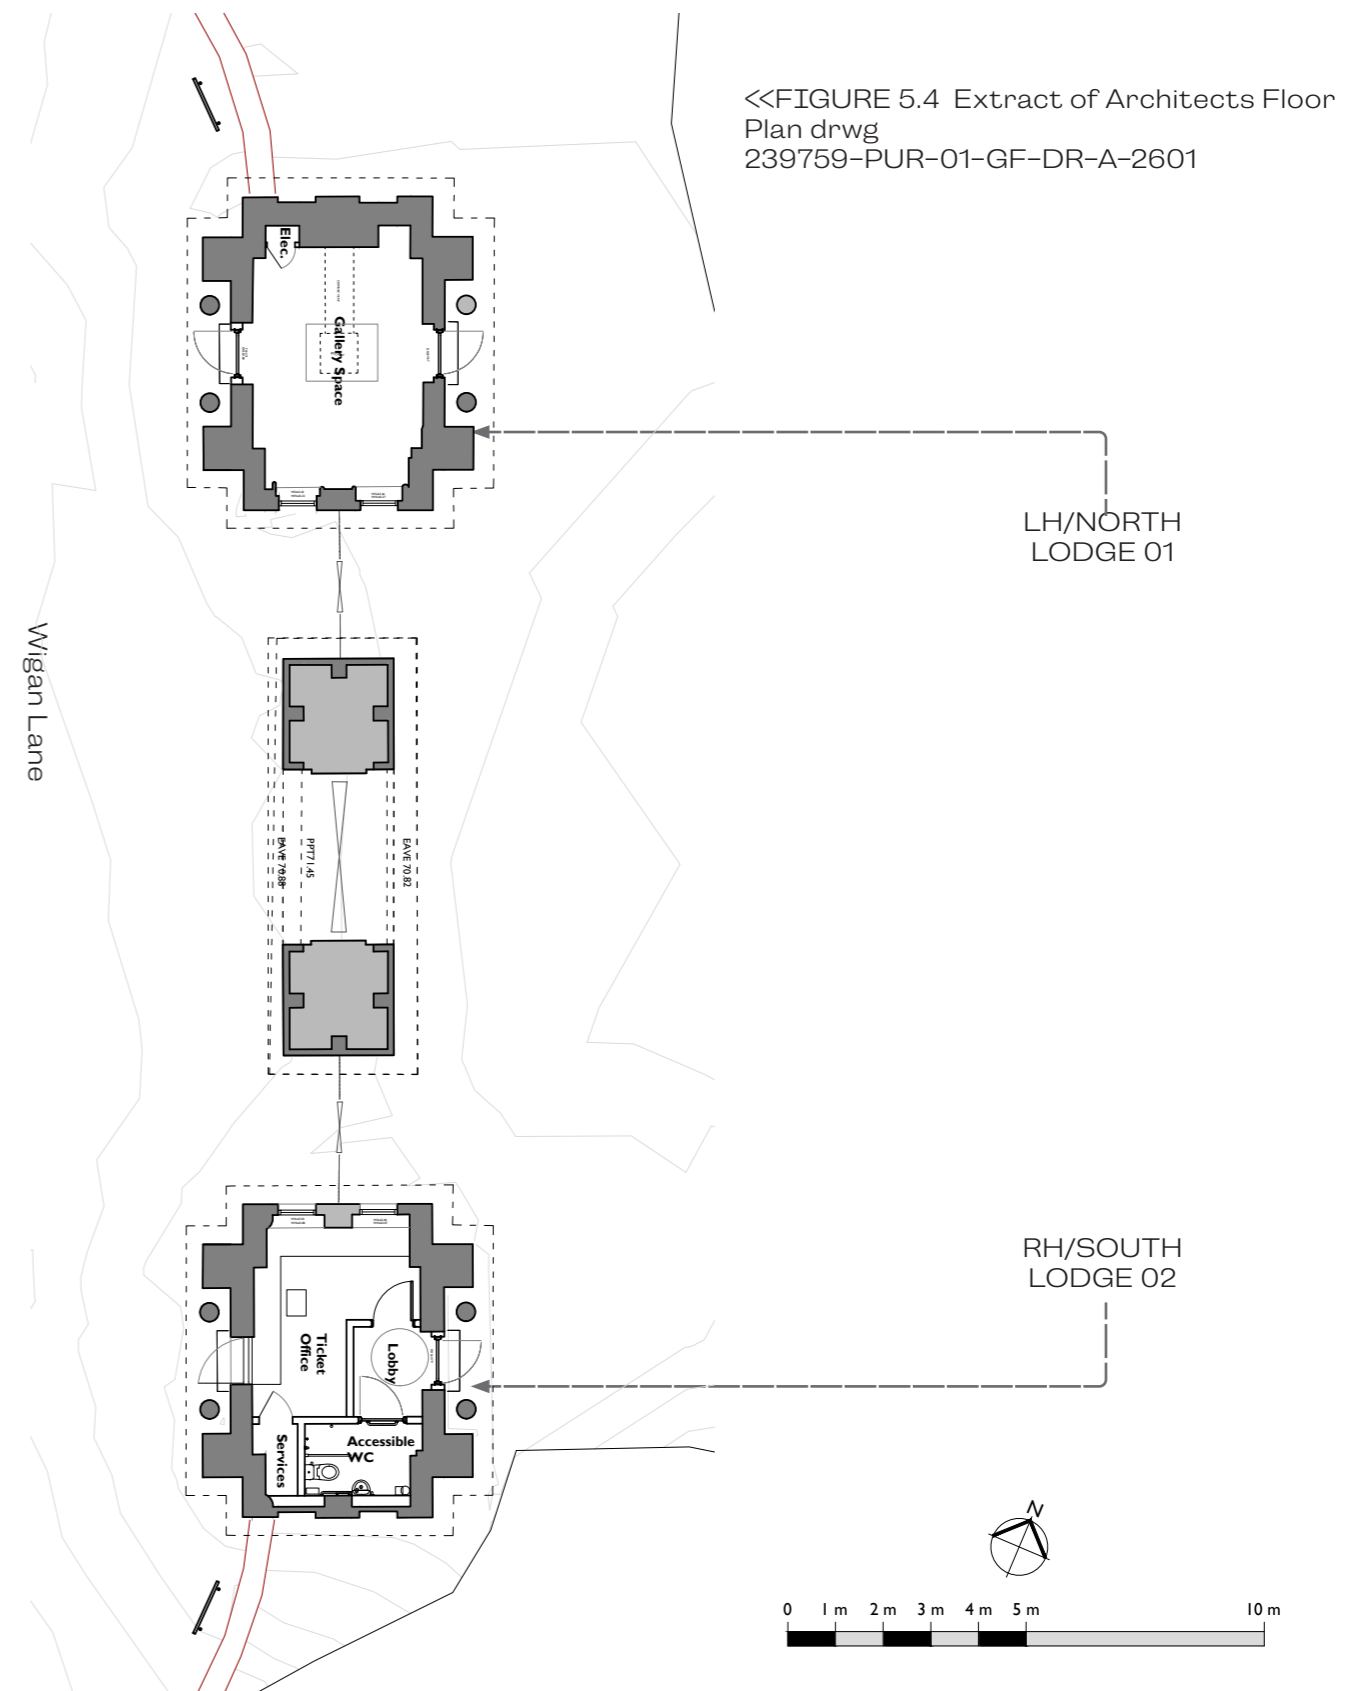 <<FIGURE 5.4 Extract of Architects Floor
Plan drwg
239759-PUR-01-GF-DR-A-2601
Elec.
Gallery Space
LH/NORTH
LODGE 01
Wigan Lane
EAVE 70.88
PPT71.45
EAVE 70.82
RH/SOUTH
LODGE 02
Ticket
Office
Lobby
Services
Accessible
WC
N
0 1 m 2 m 3 m 4 m 5 m 10 m